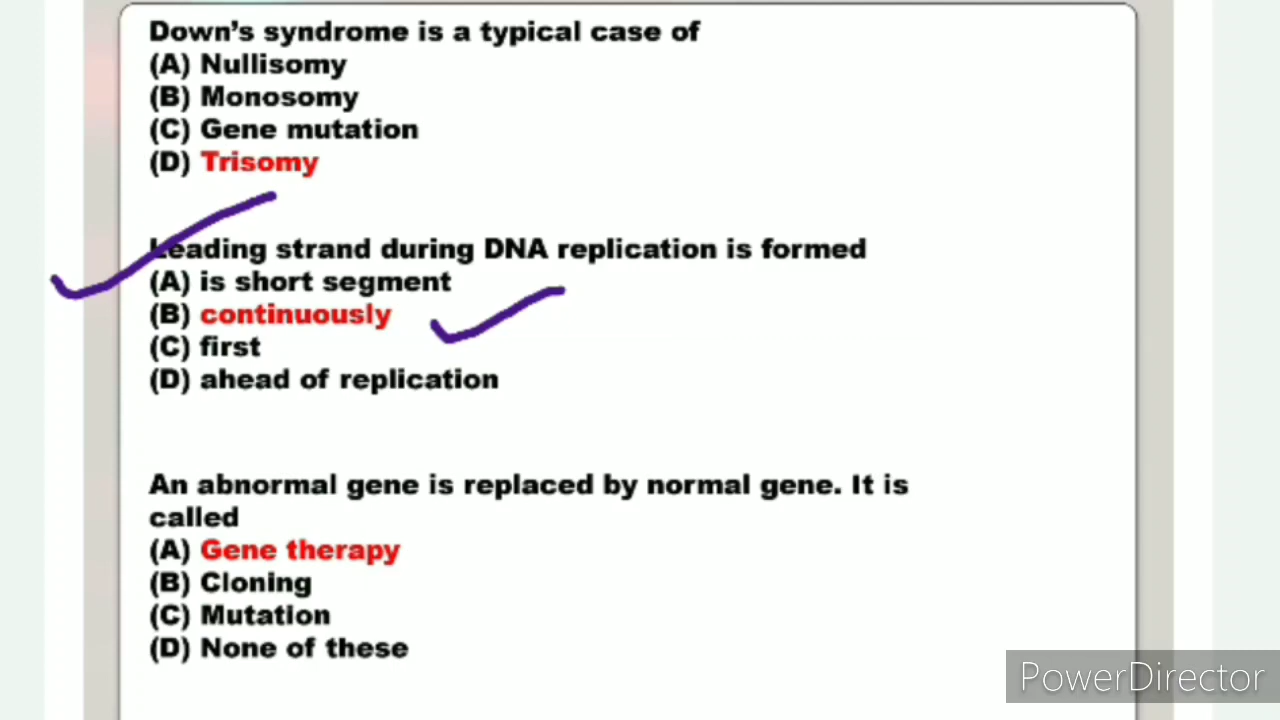 Down's syndrome is a typical case of
(A) Nullisomy
(B) Monosomy
(C) Gene mutation
(D) Trisomy
Leading strand during DNA replication is formed
(A) is short segment
(B) continuously
(C) first
(D) ahead of replication
An abnormal gene is replaced by normal gene. It is
called
(A) Gene therapy
(B) Cloning
(C) Mutation
(D) None of these
PowerDirector